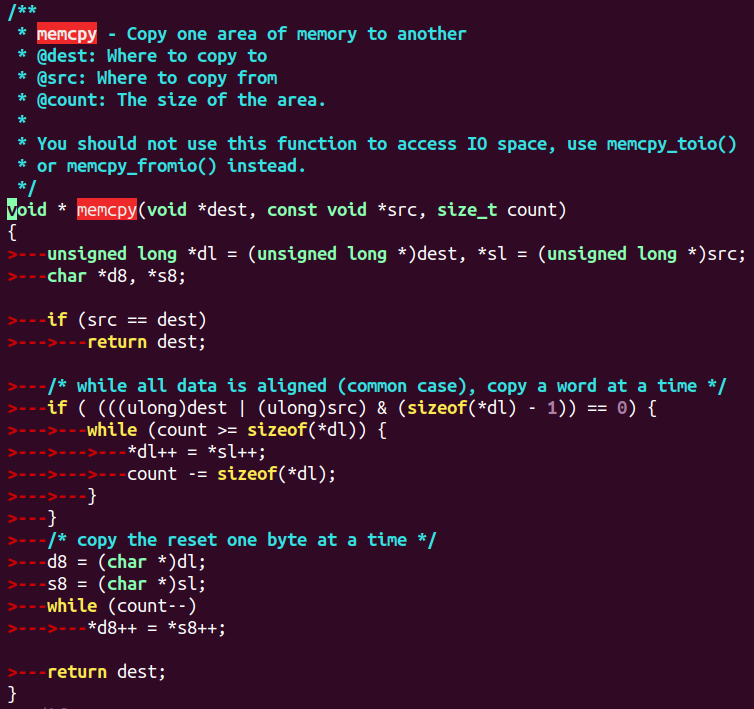 /**
 * memcpy - Copy one area of memory to another
 * @dest: Where to copy to
 * @src: Where to copy from
 * @count: The size of the area.
 *
 * You should not use this function to access IO space, use memcpy_toio()
 * or memcpy_fromio() instead.
 */
void * memcpy(void *dest, const void *src, size_t count)
{
>---unsigned long *dl = (unsigned long *)dest, *sl = (unsigned long *)src;
>---char *d8, *s8;

>---if (src == dest)
>--->---return dest;

>---/* while all data is aligned (common case), copy a word at a time */
>---if ( (((ulong)dest | (ulong)src) & (sizeof(*dl) - 1)) == 0) {
>--->---while (count >= sizeof(*dl)) {
>--->--->---*dl++ = *sl++;
>--->--->---count -= sizeof(*dl);
>--->---}
>---}
>---/* copy the reset one byte at a time */
>---d8 = (char *)dl;
>---s8 = (char *)sl;
>---while (count--)
>--->---*d8++ = *s8++;

>---return dest;
}